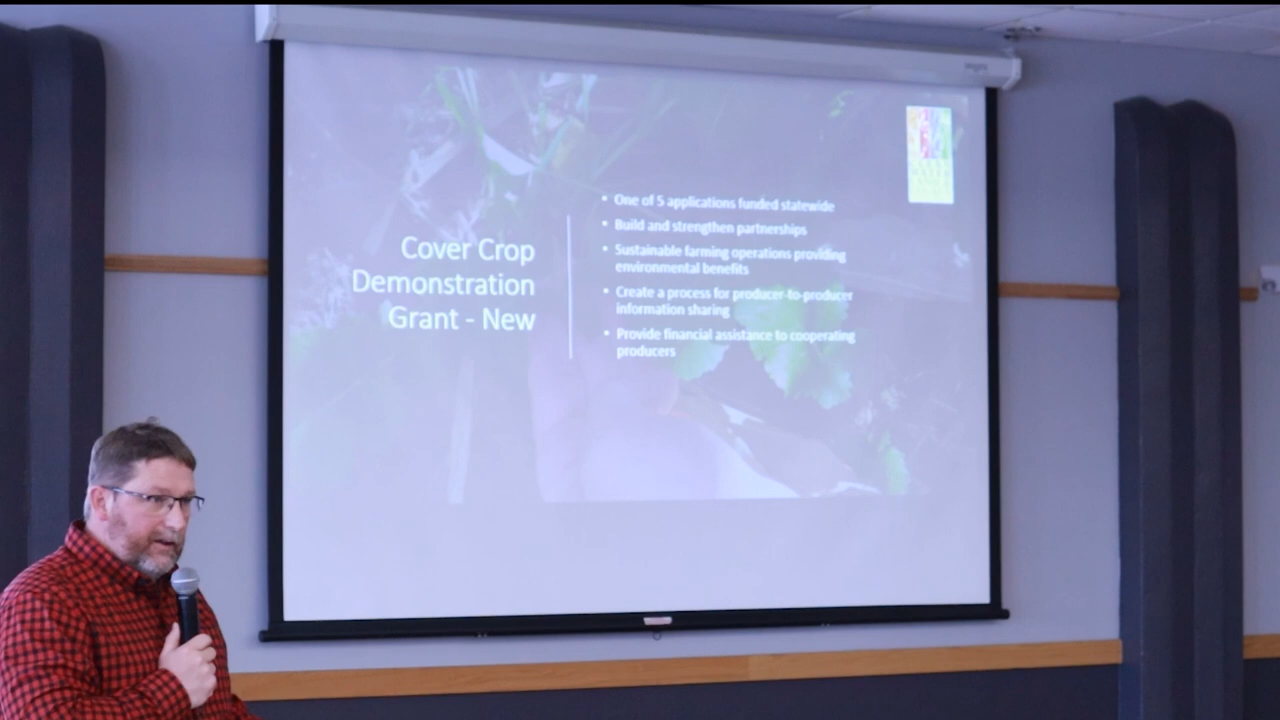 Cover Crop
Demonstration
Grant - New
• One of 5 applications funded statewide
• Build and strengthen partnerships
• Sustainable farming operations providing
environmental benefits
• Create a process for producer-to-producer
information sharing
• Provide financial assistance to cooperating
producers